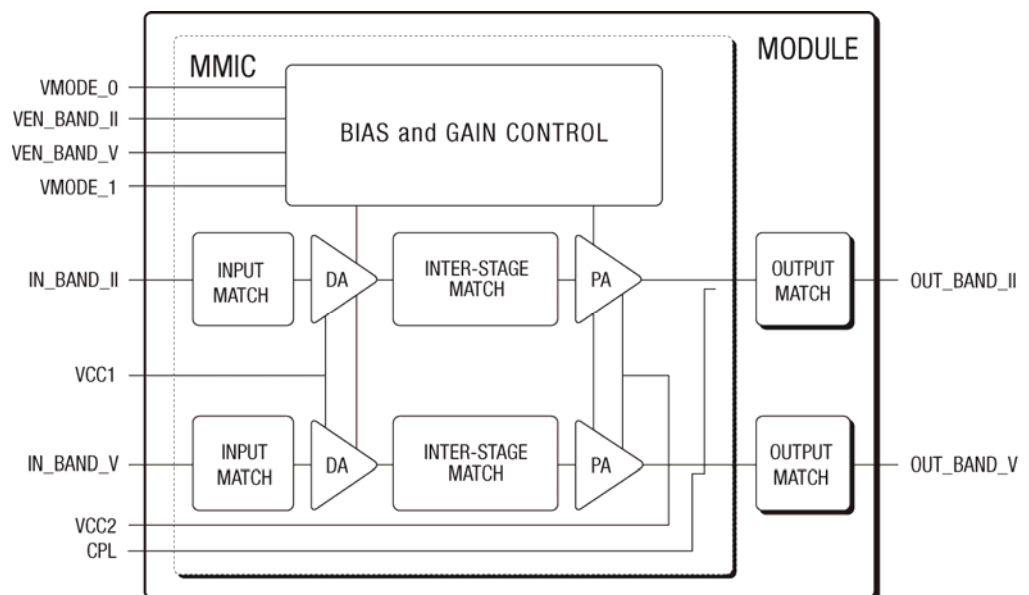 MMIC
MODULE
VMODE_0
VEN_BAND_II
VEN_BAND_V
VMODE_1
BIAS and GAIN CONTROL
IN_BAND_II
INPUT
MATCH
DA
INTER-STAGE
MATCH
PA
OUTPUT
MATCH
OUT_BAND_II
VCC1
IN_BAND_V
INPUT
MATCH
DA
INTER-STAGE
MATCH
PA
OUTPUT
MATCH
OUT_BAND_V
VCC2
CPL